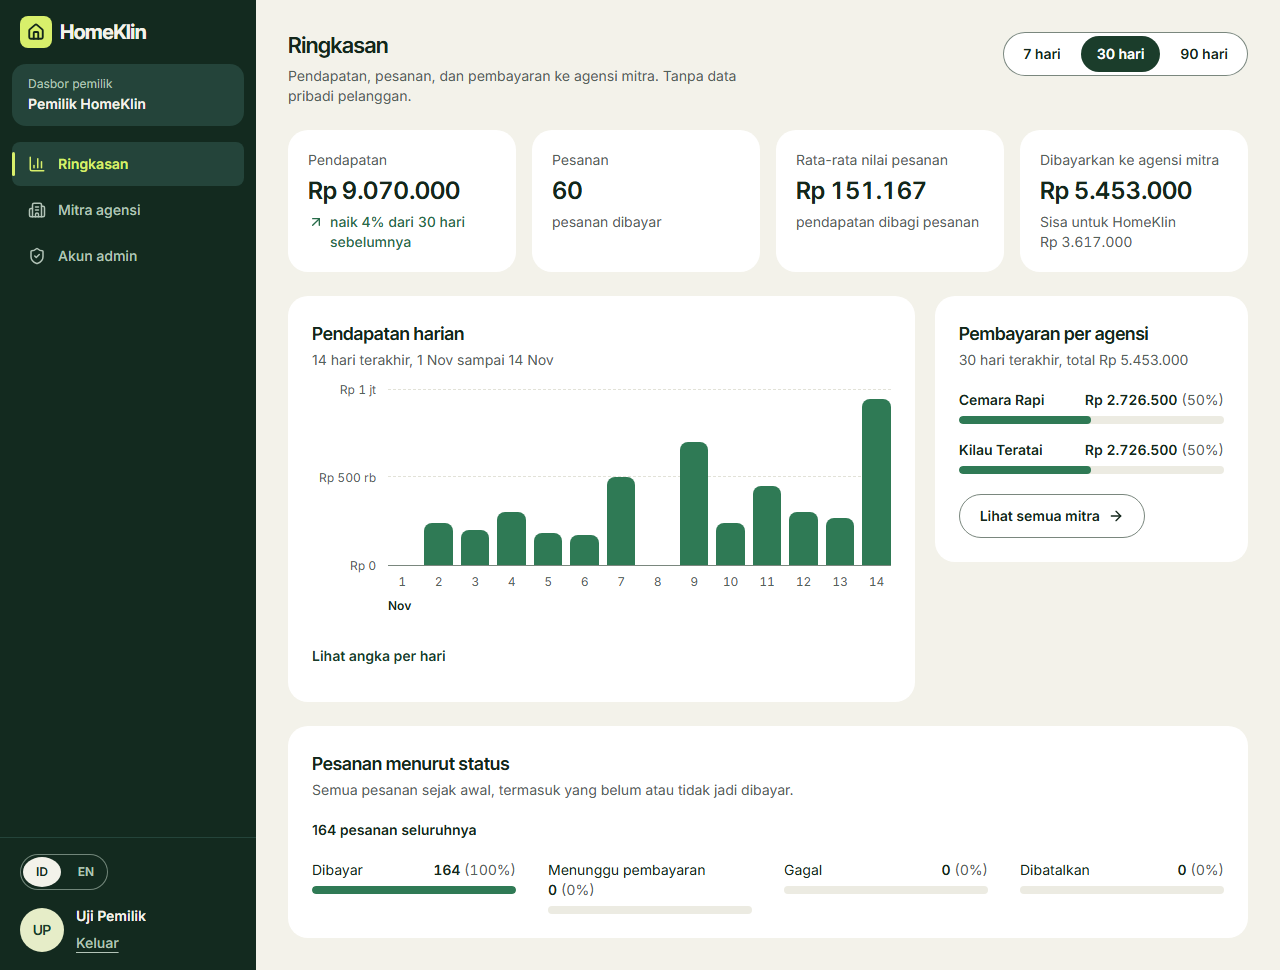 HomeKlin
Dasbor pemilik
Pemilik HomeKlin
Ringkasan
Mitra agensi
Akun admin
ID EN
UP
Uji Pemilik
Keluar
Ringkasan
Pendapatan, pesanan, dan pembayaran ke agensi mitra. Tanpa data
pribadi pelanggan.
7 hari 30 hari 90 hari
Pendapatan
Rp 9.070.000
naik 4% dari 30 hari
sebelumnya
Pesanan
60
pesanan dibayar
Rata-rata nilai pesanan
Rp 151.167
pendapatan dibagi pesanan
Dibayarkan ke agensi mitra
Rp 5.453.000
Sisa untuk HomeKlin
Rp 3.617.000
Pendapatan harian
14 hari terakhir, 1 Nov sampai 14 Nov
Rp 1 jt
Rp 500 rb
Rp 0
1 2 3 4 5 6 7 8 9 10 11 12 13 14
Nov
Lihat angka per hari
Pembayaran per agensi
30 hari terakhir, total Rp 5.453.000
Cemara Rapi Rp 2.726.500 (50%)
Kilau Teratai Rp 2.726.500 (50%)
Lihat semua mitra
Pesanan menurut status
Semua pesanan sejak awal, termasuk yang belum atau tidak jadi dibayar.
164 pesanan seluruhnya
Dibayar 164 (100%)
Menunggu pembayaran
0 (0%)
Gagal 0 (0%)
Dibatalkan 0 (0%)